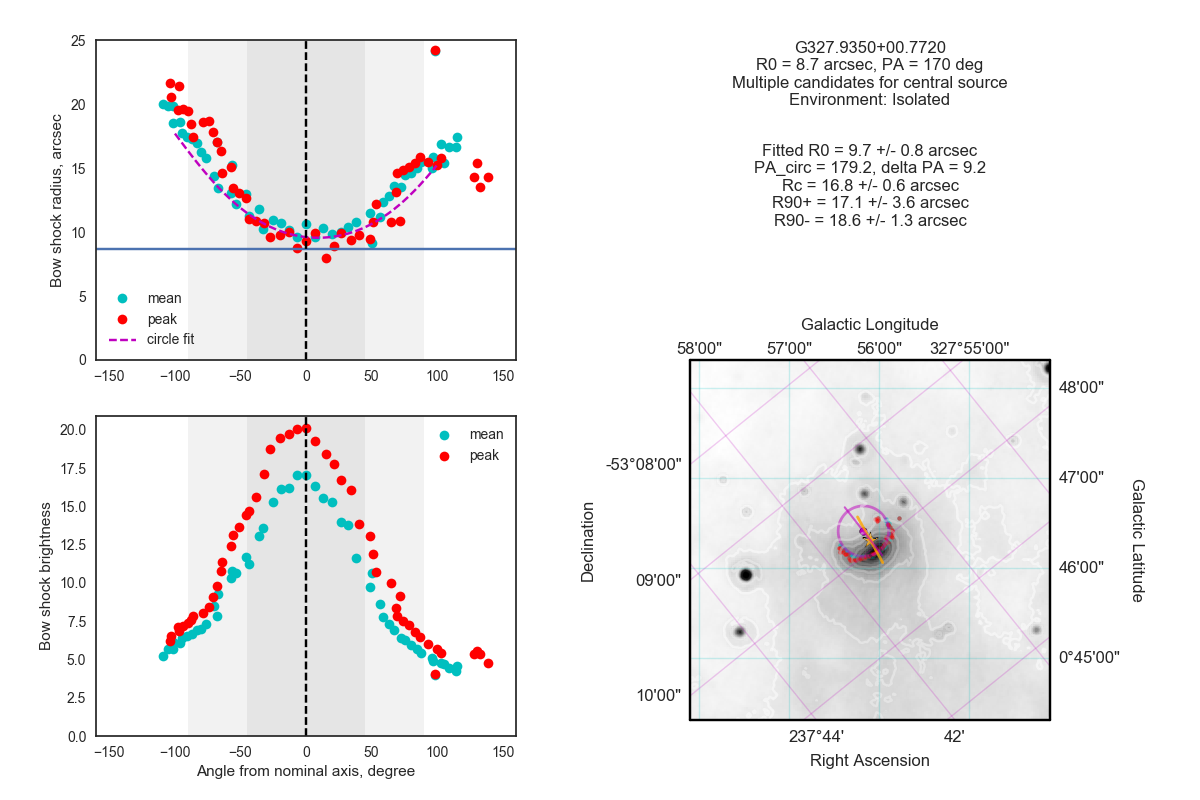 25
20
15
10
5
0
Bow shock radius, arcsec
mean
peak
circle fit
−150
−100
−50
0
50
100
150
20.0
17.5
15.0
12.5
10.0
7.5
5.0
2.5
0.0
Bow shock brightness
mean
peak
−150
−100
−50
0
50
100
150
Angle from nominal axis, degree
G327.9350+00.7720
R0 = 8.7 arcsec, PA = 170 deg
Multiple candidates for central source
Environment: Isolated
Fitted R0 = 9.7 +/- 0.8 arcsec
PA_circ = 179.2, delta PA = 9.2
Rc = 16.8 +/- 0.6 arcsec
R90+ = 17.1 +/- 3.6 arcsec
R90- = 18.6 +/- 1.3 arcsec
Galactic Longitude
58'00"
57'00"
56'00"
327°55'00"
48'00"
47'00"
46'00"
0°45'00"
Galactic Latitude
-53°08'00"
09'00"
10'00"
Declination
237°44'
42'
Right Ascension